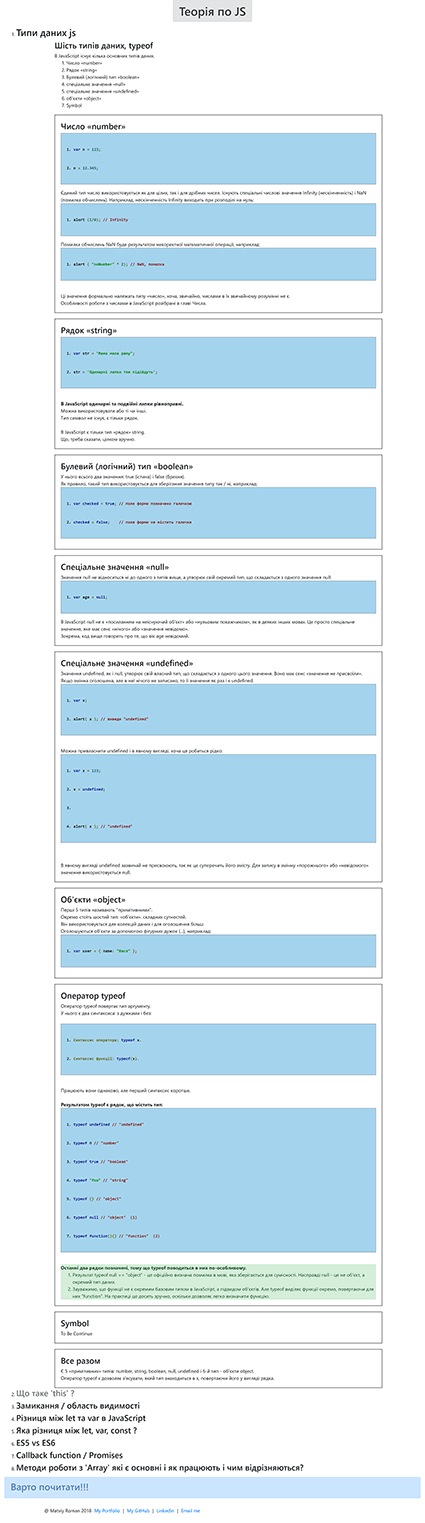 Теорія по JS
1. Типи даних js
Шість типів даних, typeof
В JavaScript існує кілька основних типів даних.
1. Число «number»
2. Рядок «string»
3. Булевий (логічний) тип «boolean»
4. спеціальне значення «null»
5. спеціальне значення «undefined»
6. об'єкти «object»
7. Symbol
Число «number»
1. var n = 123;
2. n = 12.345;
Єдиний тип число використовується як для цілих, так і для дрібних чисел. Існують спеціальні числові значення Infinity (нескінченність) і NaN
(помилка обчислень). Наприклад, нескінченність Infinity виходить при розподілі на нуль:
1. alert (1/0); // Infinity
Помилка обчислень NaN буде результатом некоректної математичної операції, наприклад:
1. alert ( "nuNumber" * 2); // NaN, помилка
Ці значення формально належать типу «число», хоча, звичайно, числами в їх звичайному розумінні не є.
Особливості роботи з числами в JavaScript розібрані в главі Числа.
Рядок «string»
1. var str = "Мама мила раму";
2. str = 'Одинарні лапки теж підійдуть';
В JavaScript одинарні та подвійні лапки рівноправні.
Можна використовувати або ті чи інші.
Тип символ не існує, є тільки рядок.
В JavaScript є тільки тип «рядок» string.
Що, треба сказати, цілком зручно.
Булевий (логічний) тип «boolean»
У нього всього два значення: true (істина) і false (брехня).
Як правило, такий тип використовується для зберігання значення типу так / ні, наприклад:
1. var checked = true; // поле форми позначено галочкою
2. checked = false; // поле форми не містить галочки
Спеціальне значення «null»
Значення null не відноситься ні до одного з типів вище, а утворює свій окремий тип, що складається з одного значення null:
1. var age = null;
В JavaScript null не є «посиланням на неіснуючий об'єкт» або «нульовим покажчиком», як в деяких інших мовах. Це просто спеціальне
значення, яке має сенс «нічого» або «значення невідомо».
Зокрема, код вище говорить про те, що вік age невідомий.
Спеціальне значення «undefined»
Значення undefined, як і null, утворює свій власний тип, що складається з одного цього значення. Воно має сенс «значення не присвоєли».
Якщо змінна оголошена, але в неї нічого не записано, то її значення як раз і є undefined:
1. var x;
2. alert( x ); // виведе "undefined"
Можна привласнити undefined і в явному вигляді, хоча це робиться рідко:
1. var x = 123;
2. x = undefined;
3.
4. alert( x ); // "undefined"
В явному вигляді undefined зазвичай не присвоюють, так як це суперечить його змісту. Для запису в змінну «порожнього» або «невідомого»
значення використовується null.
Об'єкти «object»
Перші 5 типів називають "примітивними".
Окремо стоїть шостий тип: «об'єкти». складних сутностей.
Він використовується для колекцій даних і для оголошення більш
Оголошуються об'єкти за допомогою фігурних дужок {...}, наприклад:
1. var user = { name: "Вася" };
Оператор typeof
Оператор typeof повертає тип аргументу.
У нього є два синтаксиси: з дужками і без:
1. Синтаксис оператора: typeof x.
2. Синтаксис функції: typeof(x).
Працюють вони однаково, але перший синтаксис коротше.
Результатом typeof є рядок, що містить тип:
1. typeof undefined // "undefined"
2. typeof 0 // "number"
3. typeof true // "boolean"
4. typeof "foo" // "string"
5. typeof {} // "object"
6. typeof null // "object" (1)
7. typeof function(){} // "function" (2)
Останні два рядки позначені, тому що typeof поводиться в них по-особливому.
1. Результат typeof null == "object" - це офіційно визнана помилка в мові, яка зберігається для сумісності. Насправді null - це не об'єкт, а
окремий тип даних.
2. Зауважимо, що функції не є окремим базовим типом в JavaScript, а підвидом об'єктів. Але typeof виділяє функції окремо, повертаючи для
них "function". На практиці це досить зручно, оскільки дозволяє легко визначити функцію.
Symbol
To Be Continue
Все разом
Є 5 «примітивних» типів: number, string, boolean, null, undefined і 6-й тип - об'єкти object.
Оператор typeof x дозволяє з'ясувати, який тип знаходиться в x, повертаючи його у вигляді рядка.
2. Що таке 'this' ?
3. Замикання / область видимості
4. Різниця між let та var в JavaScript
5. Яка різниця між let, var, const ?
6. ES5 vs ES6
7. Callback function / Promises
8. Методи роботи з 'Array' які є основні і як працюють і чим відрізняються?
Варто почитати!!!
@ Matviy Roman 2018 My Portfolio | My GitHub | Linkedin | Email me